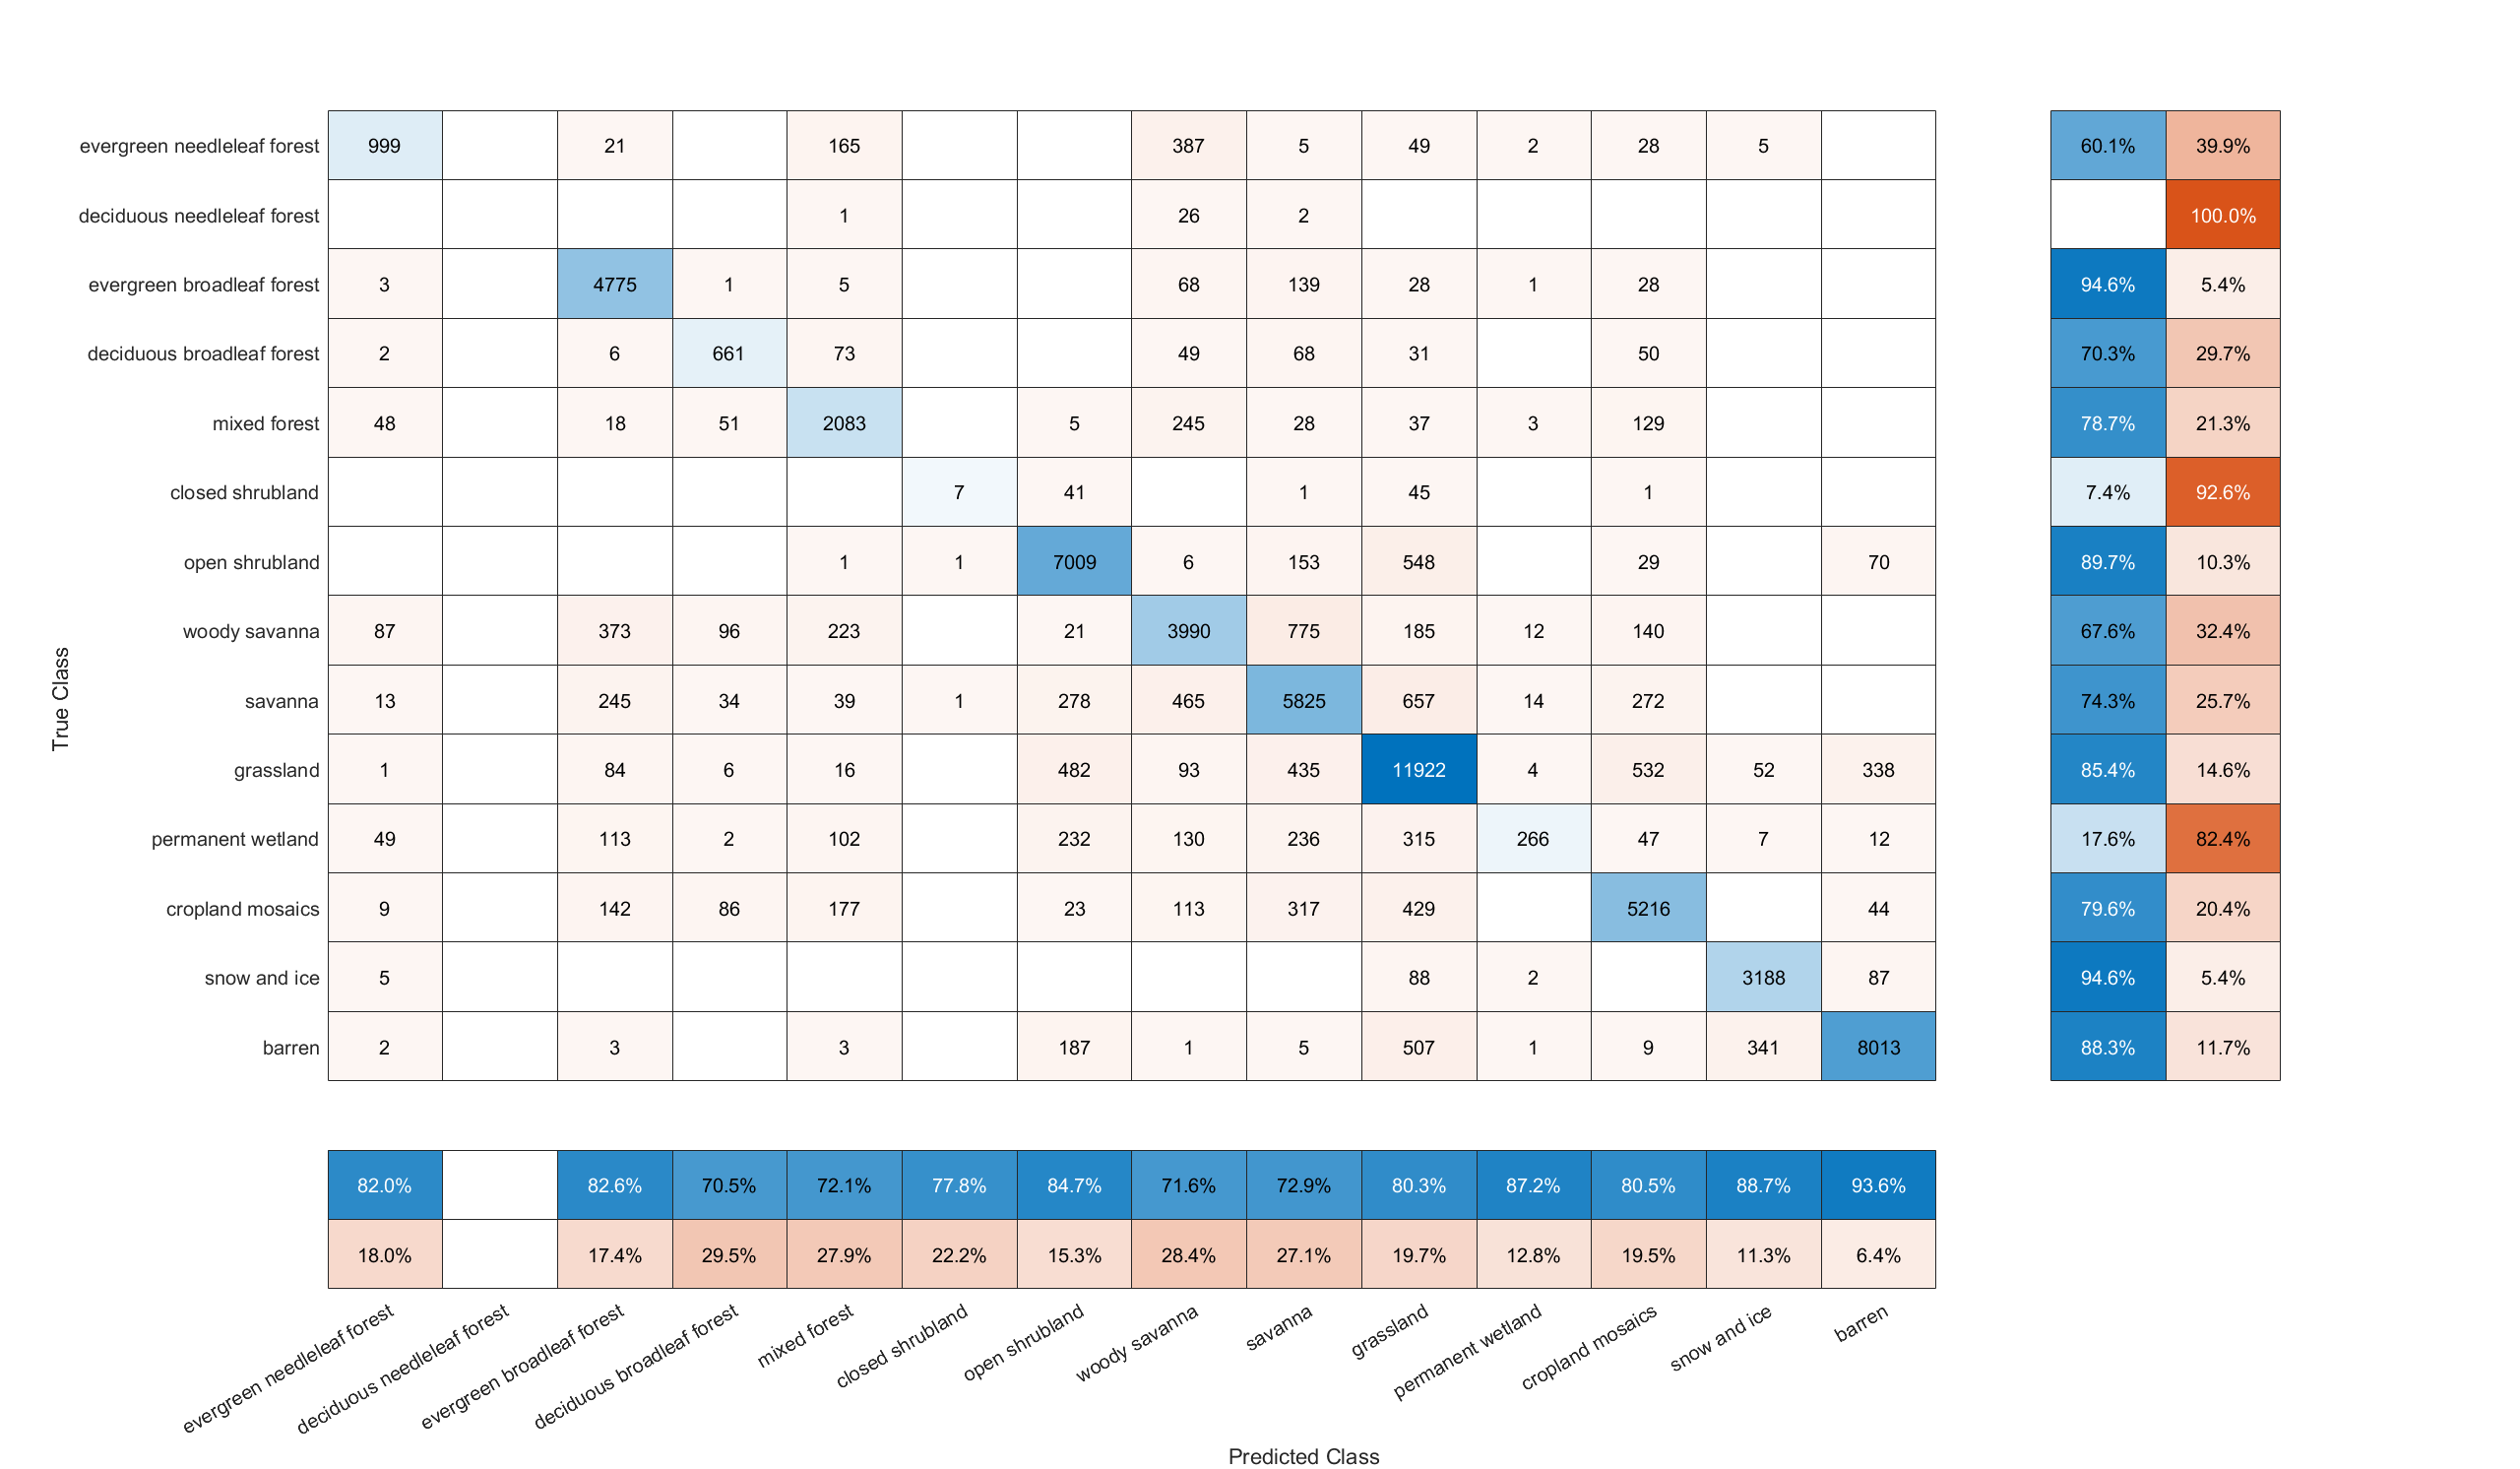 evergreen needleleaf forest 999 21 165 387 5 49 2 28 5 60.1% 39.9%
deciduous needleleaf forest 1 26 2 100.0%
evergreen broadleaf forest 3 4775 1 5 68 139 28 1 28 94.6% 5.4%
deciduous broadleaf forest 2 6 661 73 49 68 31 50 70.3% 29.7%
mixed forest 48 18 51 2083 5 245 28 37 3 129 78.7% 21.3%
closed shrubland 7 41 1 45 1 7.4% 92.6%
open shrubland 1 1 7009 6 153 548 29 70 89.7% 10.3%
woody savanna 87 373 96 223 21 3990 775 185 12 140 67.6% 32.4%
savanna 13 245 34 39 1 278 465 5825 657 14 272 74.3% 25.7%
grassland 1 84 6 16 482 93 435 11922 4 532 52 338 85.4% 14.6%
permanent wetland 49 113 2 102 232 130 236 315 266 47 7 12 17.6% 82.4%
cropland mosaics 9 142 86 177 23 113 317 429 5216 44 79.6% 20.4%
snow and ice 5 88 2 3188 87 94.6% 5.4%
barren 2 3 3 187 1 5 507 1 9 341 8013 88.3% 11.7%
True Class
82.0% 82.6% 70.5% 72.1% 77.8% 84.7% 71.6% 72.9% 80.3% 87.2% 80.5% 88.7% 93.6%
18.0% 17.4% 29.5% 27.9% 22.2% 15.3% 28.4% 27.1% 19.7% 12.8% 19.5% 11.3% 6.4%
evergreen needleleaf forest
deciduous needleleaf forest
evergreen broadleaf forest
deciduous broadleaf forest
mixed forest
closed shrubland
open shrubland
woody savanna
savanna
grassland
permanent wetland
cropland mosaics
snow and ice
barren
Predicted Class